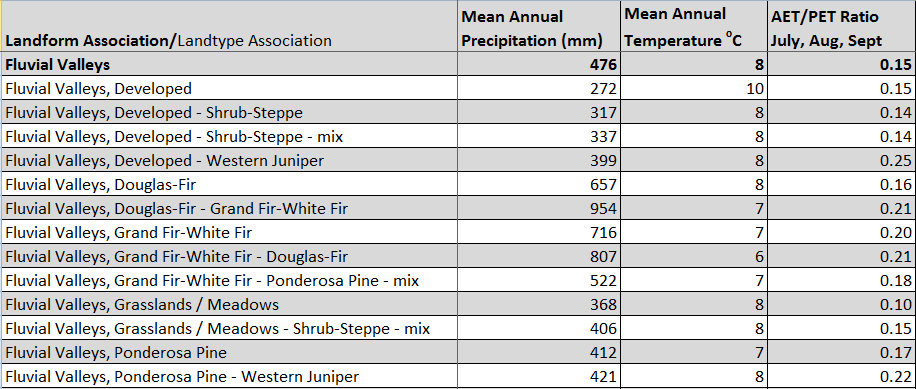 Landform Association/Landtype Association Mean Annual Precipitation (mm) Mean Annual Temperature ⁰C AET/PET Ratio July, Aug, Sept
Fluvial Valleys 476 8 0.15
Fluvial Valleys, Developed 272 10 0.15
Fluvial Valleys, Developed - Shrub-Steppe 317 8 0.14
Fluvial Valleys, Developed - Shrub-Steppe - mix 337 8 0.14
Fluvial Valleys, Developed - Western Juniper 399 8 0.25
Fluvial Valleys, Douglas-Fir 657 8 0.16
Fluvial Valleys, Douglas-Fir - Grand Fir-White Fir 954 7 0.21
Fluvial Valleys, Grand Fir-White Fir 716 7 0.20
Fluvial Valleys, Grand Fir-White Fir - Douglas-Fir 807 6 0.21
Fluvial Valleys, Grand Fir-White Fir - Ponderosa Pine - mix 522 7 0.18
Fluvial Valleys, Grasslands / Meadows 368 8 0.10
Fluvial Valleys, Grasslands / Meadows - Shrub-Steppe - mix 406 8 0.15
Fluvial Valleys, Ponderosa Pine 412 7 0.17
Fluvial Valleys, Ponderosa Pine - Western Juniper 421 8 0.22